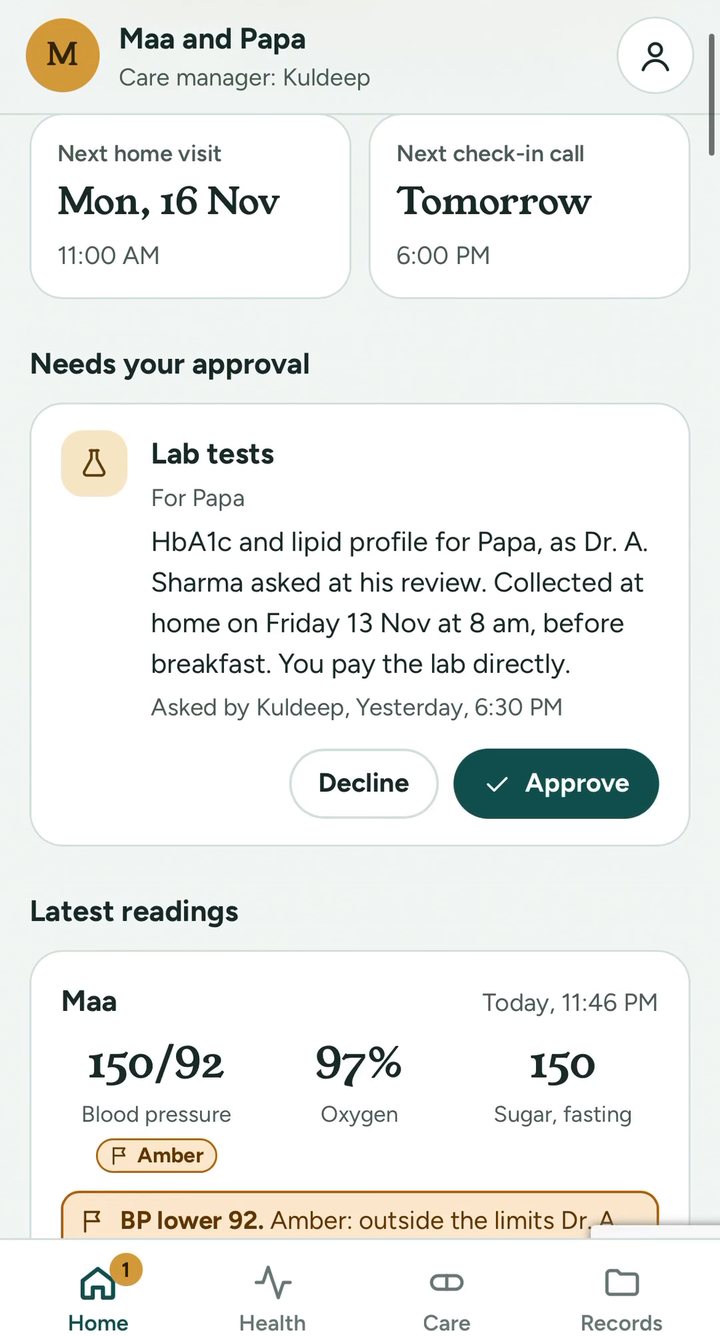 M
Maa and Papa
Care manager: Kuldeep
Next home visit
Mon, 16 Nov
11:00 AM
Next check-in call
Tomorrow
6:00 PM
Needs your approval
Lab tests
For Papa
HbA1c and lipid profile for Papa, as Dr. A.
Sharma asked at his review. Collected at
home on Friday 13 Nov at 8 am, before
breakfast. You pay the lab directly.
Asked by Kuldeep, Yesterday, 6:30 PM
Decline
Approve
Latest readings
Maa
Today, 11:46 PM
150/92
97%
150
Blood pressure
Oxygen
Sugar, fasting
Amber
BP lower 92. Amber: outside the limits Dr. A
1
Home
Health
Care
Records